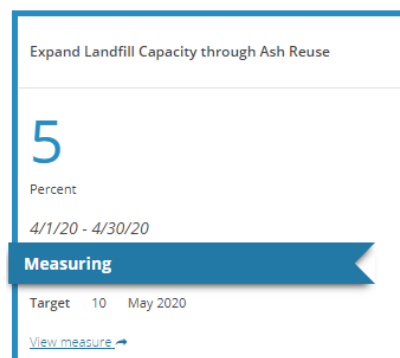 Expand Landfill Capacity through Ash Reuse
5
Percent
4/1/20 - 4/30/20
Measuring
Target 10 May 2020
View measure